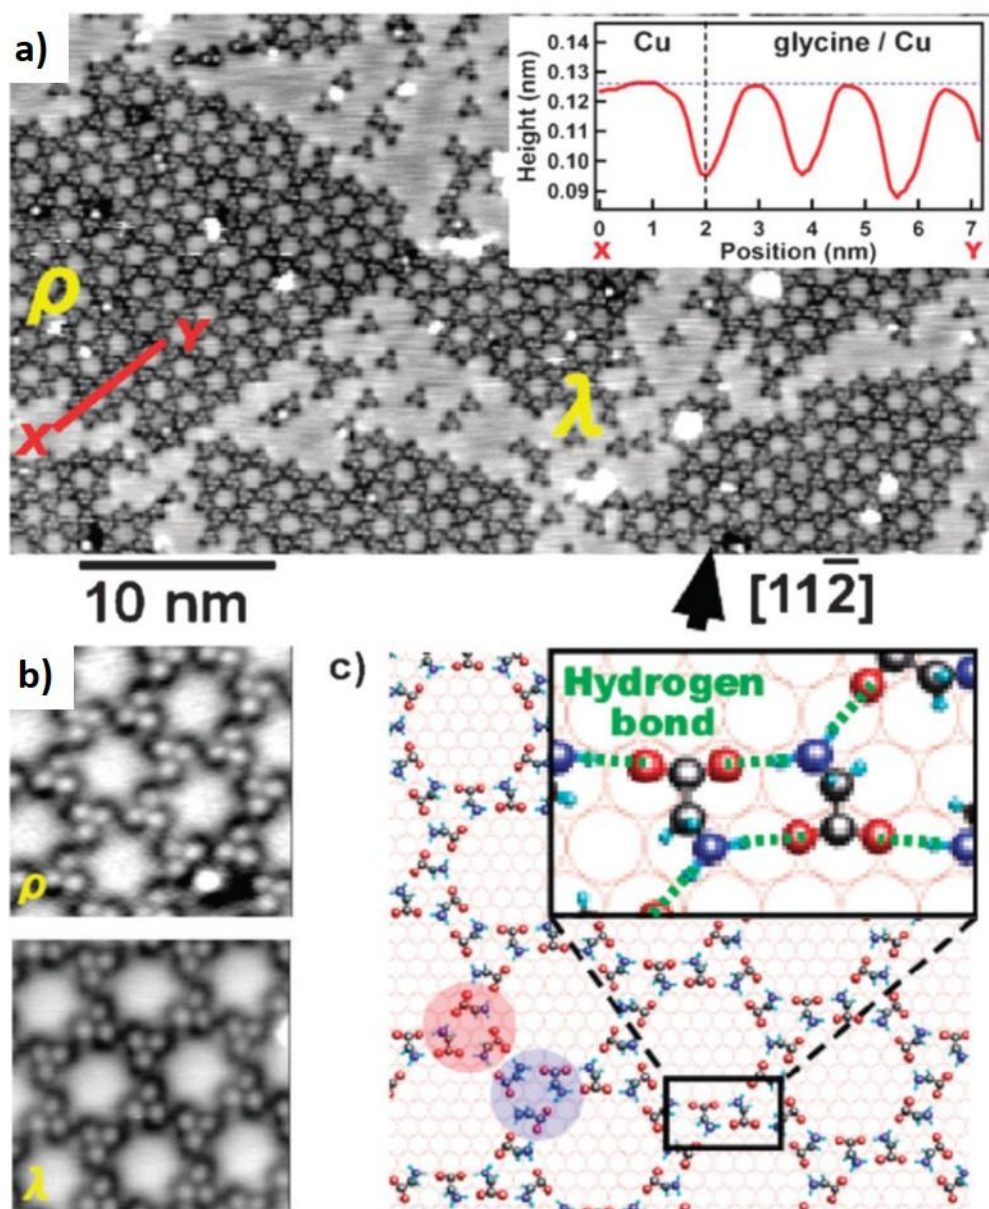 a)
0.14
0.13
0.12
0.11
0.10
0.09
Height (nm)
Cu
glycine / Cu
0 1 2 3 4 5 6 7
X Position (nm) Y
ρ
Y
X
λ
10 nm
[112̅]
b)
ρ
λ
c)
Hydrogen
bond